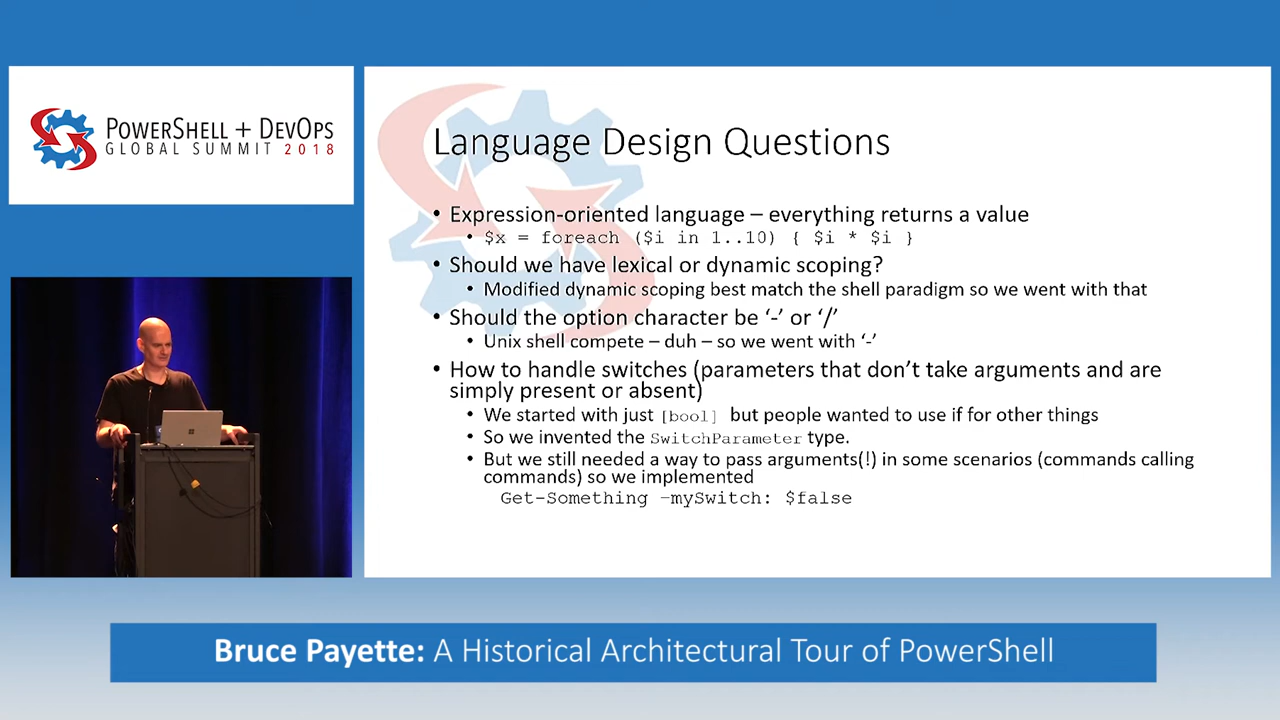 POWERSHELL + DEVOPS
GLOBAL SUMMIT 2018
Language Design Questions
• Expression-oriented language – everything returns a value
• $x = foreach ($i in 1..10) { $i * $i }
• Should we have lexical or dynamic scoping?
• Modified dynamic scoping best match the shell paradigm so we went with that
• Should the option character be ‘-’ or ‘/’
• Unix shell compete – duh – so we went with ‘-’
• How to handle switches (parameters that don’t take arguments and are
simply present or absent)
• We started with just [bool] but people wanted to use if for other things
• So we invented the SwitchParameter type.
• But we still needed a way to pass arguments(!) in some scenarios (commands calling
commands) so we implemented
Get-Something –mySwitch: $false
Bruce Payette: A Historical Architectural Tour of PowerShell